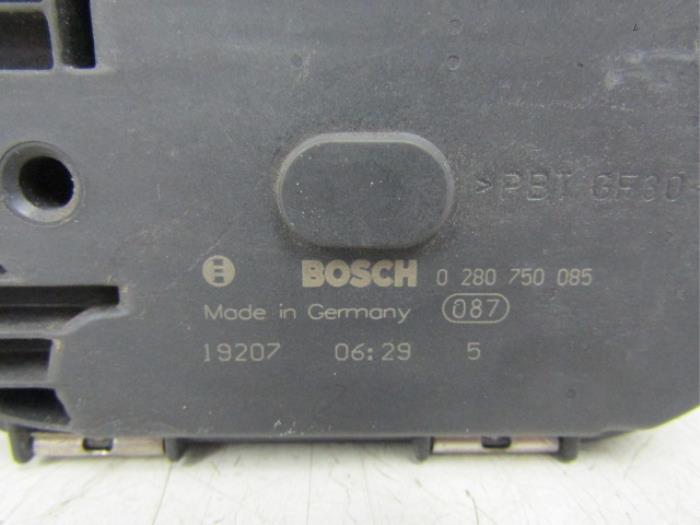 >PBT GF30
BOSCH 0 280 750 085
Made in Germany 087
19207 06:29 5